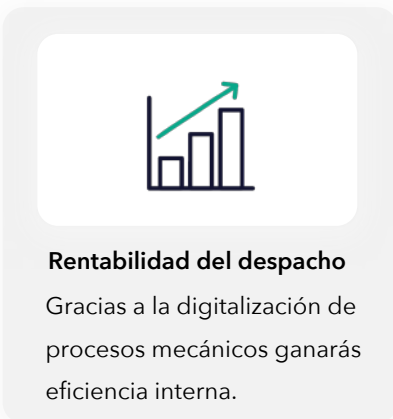 Rentabilidad del despacho
Gracias a la digitalización de
procesos mecánicos ganarás
eficiencia interna.